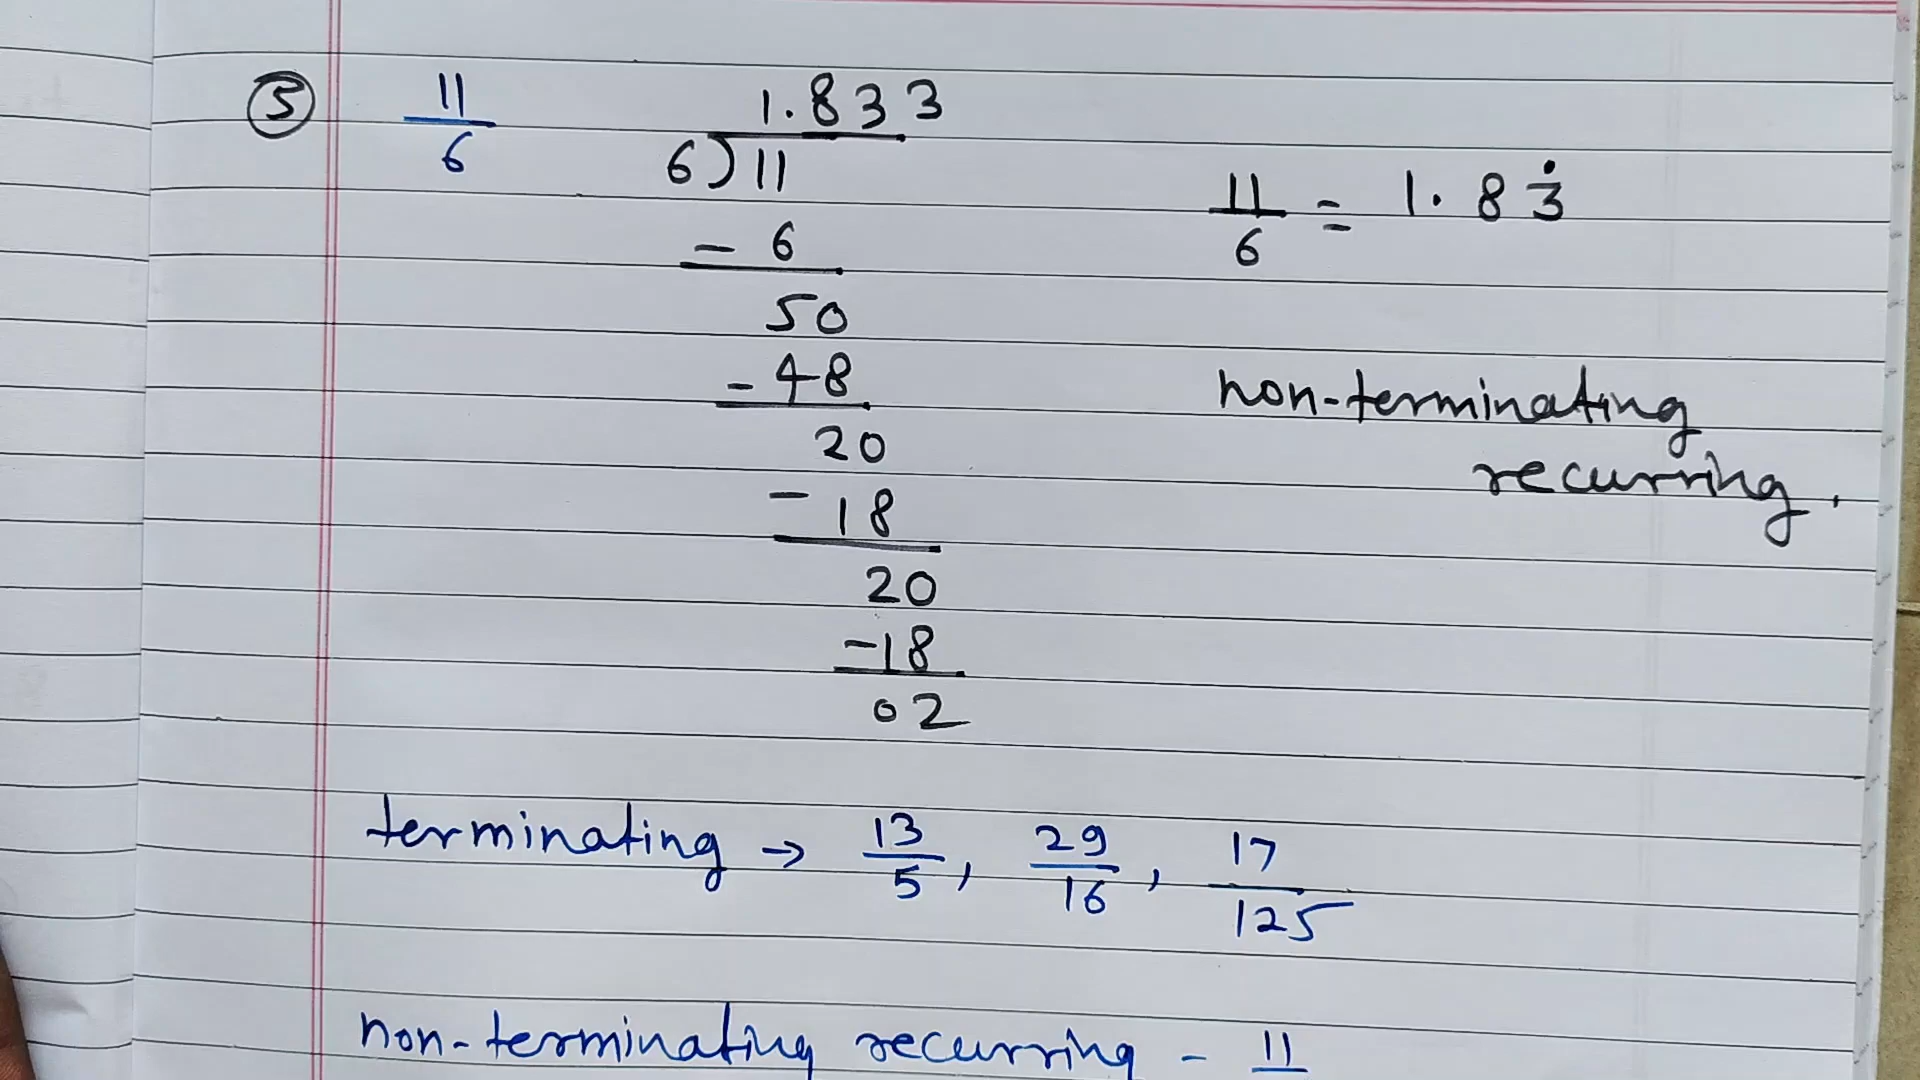 ⑤ 11/6
1.833
6)11
- 6
50
- 48
20
- 18
20
-18
02
11/6 = 1.83̇
non-terminating
recurring.
terminating → 13/5, 29/16, 17/125
non-terminating recurring - 11